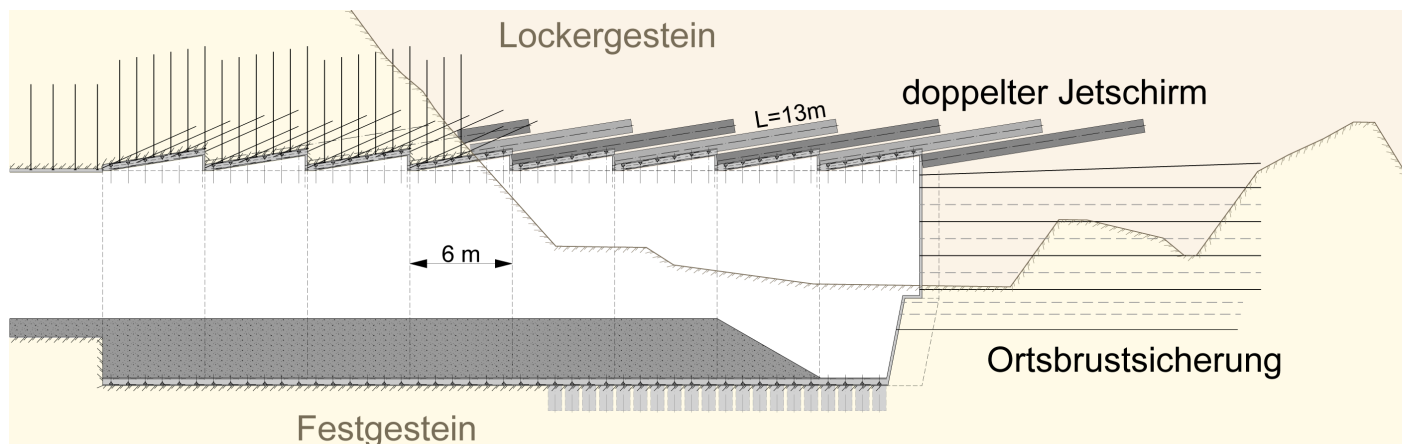 Lockergestein
doppelter Jetschirm
L=13m
6 m
Ortsbrustsicherung
Festgestein